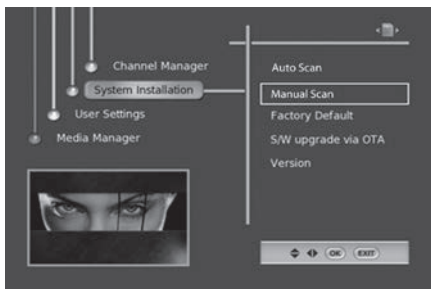 Channel Manager
System Installation
User Settings
Media Manager
Auto Scan
Manual Scan
Factory Default
S/W upgrade via OTA
Version
OK EXIT